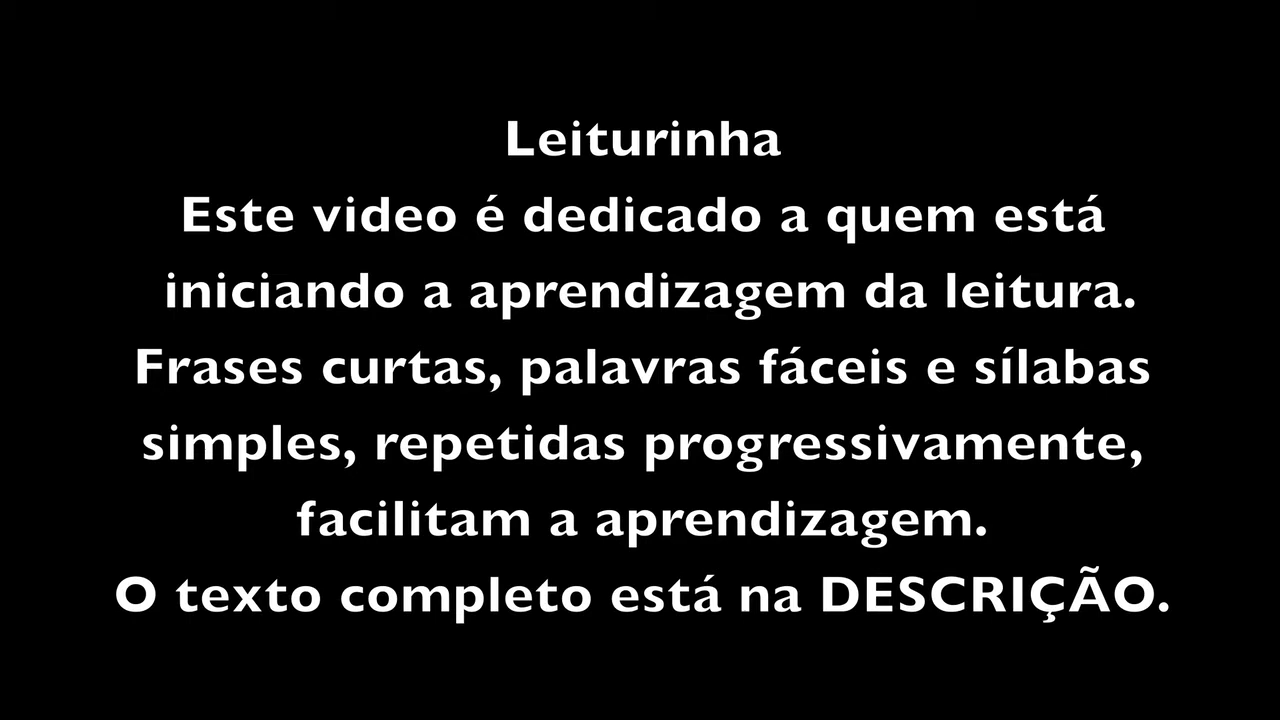 Leiturinha
Este video é dedicado a quem está
iniciando a aprendizagem da leitura.
Frases curtas, palavras fáceis e sílabas
simples, repetidas progressivamente,
facilitam a aprendizagem.
O texto completo está na DESCRIÇÃO.